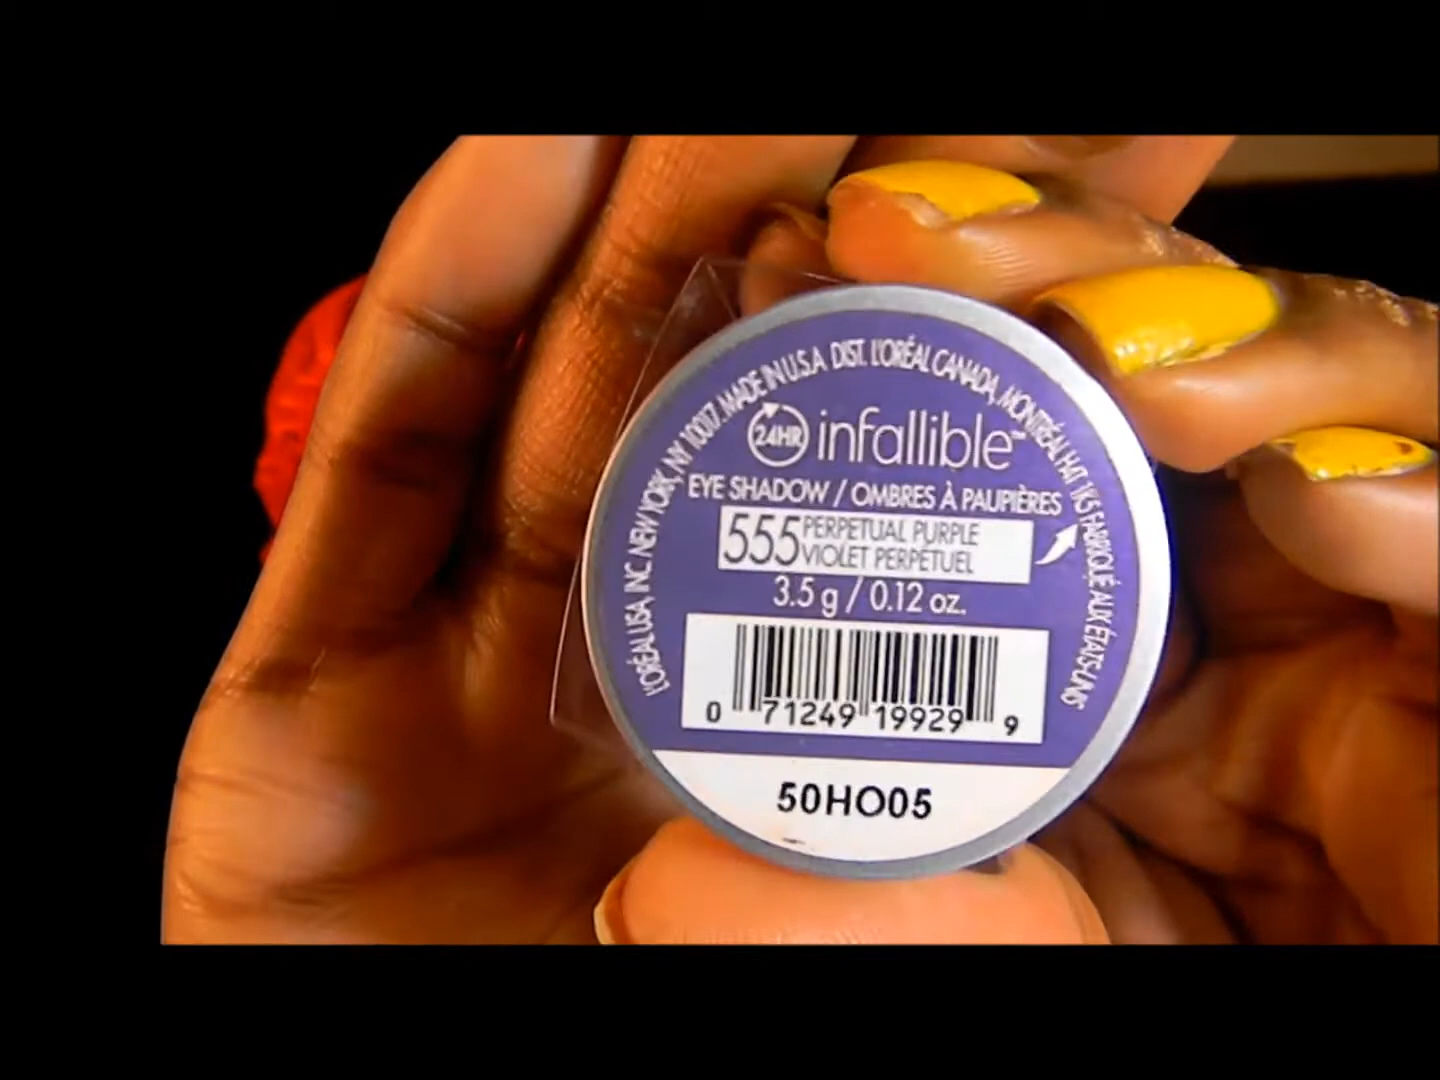 L'ORÉAL USA, INC. NEW YORK, NY 10017. MADE IN U.S.A DIST. L'ORÉAL CANADA, MONTRÉAL H4T 1K5 FABRIQUÉ AUX ÉTATS-UNIS
24HR infallible™
EYE SHADOW / OMBRES À PAUPIÈRES
555 PERPETUAL PURPLE
VIOLET PERPÉTUEL
3.5 g / 0.12 oz.
0 71249 19929 9
50HO05